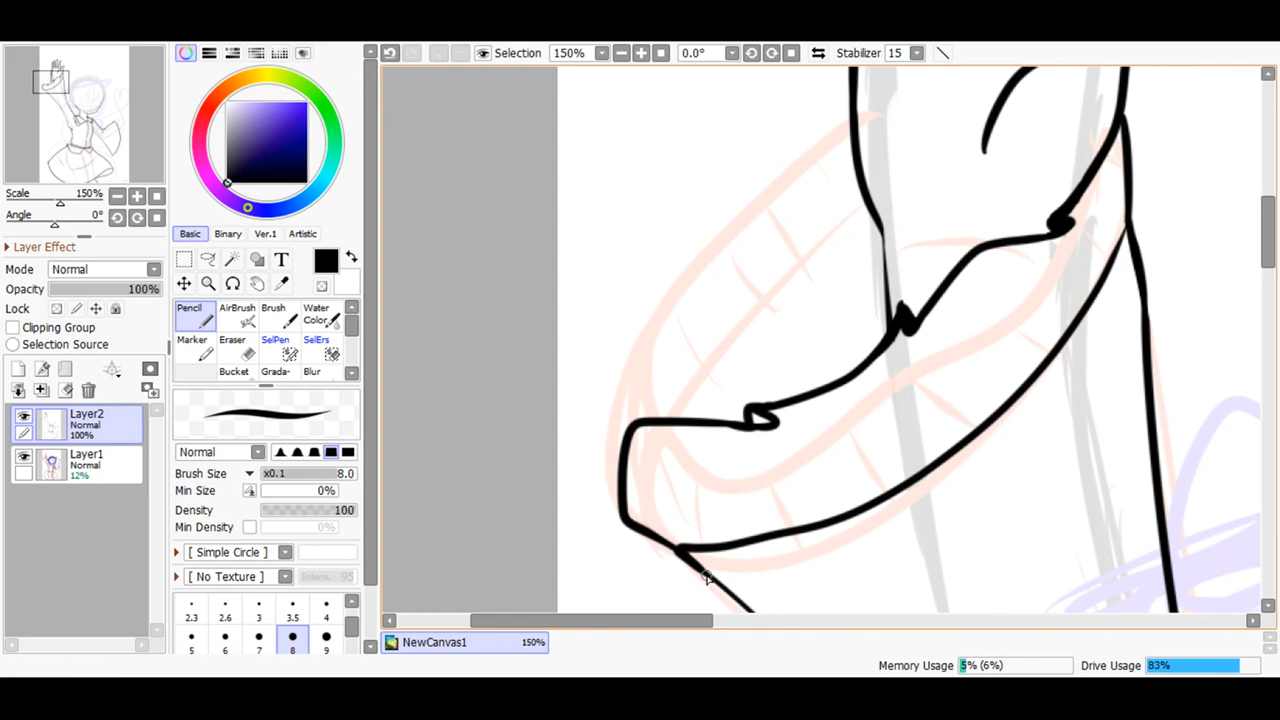 Selection 150% 0.0° Stabilizer 15
Scale 150%
Angle 0°
Layer Effect
Mode Normal
Opacity 100%
Lock
Clipping Group
Selection Source
Layer2
Normal
100%
Layer1
Normal
12%
Basic Binary Ver.1 Artistic
T
Pencil AirBrush Brush Water Color
Marker Eraser SelPen SelErs
Bucket Grada- Blur
Normal
Brush Size x0.1 8.0
Min Size 0%
Density 100
Min Density 0%
[ Simple Circle ]
[ No Texture ] Intens. 95
2.3 2.6 3 3.5 4
5 6 7 8 9
NewCanvas1 150%
Memory Usage 5% (6%) Drive Usage 83%